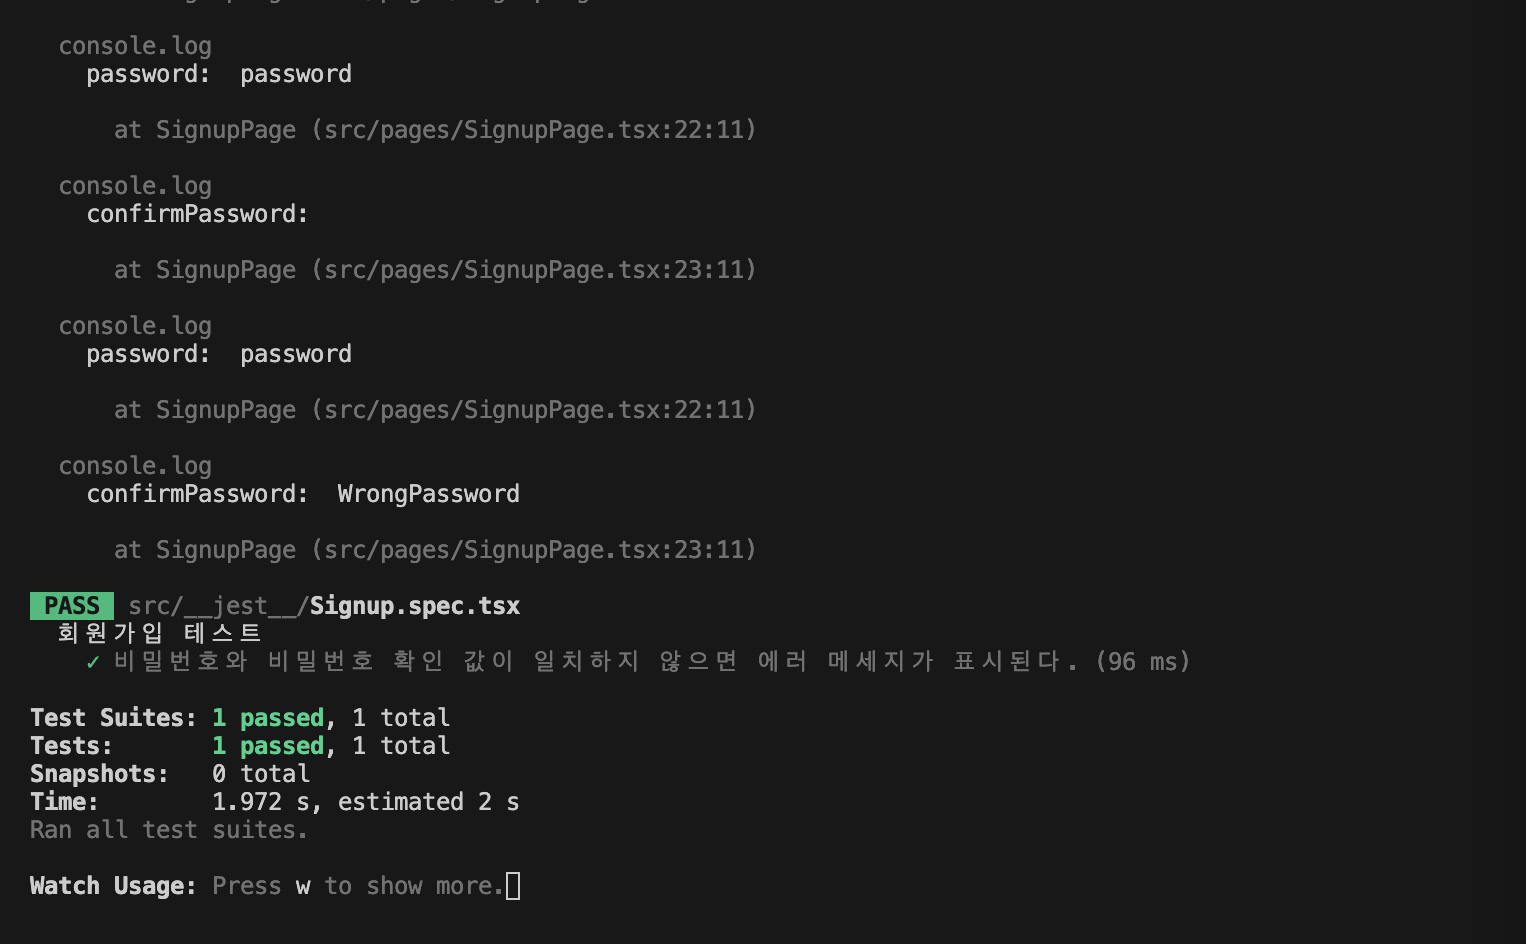 console.log
password:  password
at SignupPage (src/pages/SignupPage.tsx:22:11)
console.log
confirmPassword:
at SignupPage (src/pages/SignupPage.tsx:23:11)
console.log
password:  password
at SignupPage (src/pages/SignupPage.tsx:22:11)
console.log
confirmPassword:  WrongPassword
at SignupPage (src/pages/SignupPage.tsx:23:11)
PASS src/__jest__/Signup.spec.tsx
회원가입 테스트
✓ 비밀번호와 비밀번호 확인 값이 일치하지 않으면 에러 메세지가 표시된다. (96 ms)
Test Suites: 1 passed, 1 total
Tests:       1 passed, 1 total
Snapshots:   0 total
Time:        1.972 s, estimated 2 s
Ran all test suites.
Watch Usage: Press w to show more.